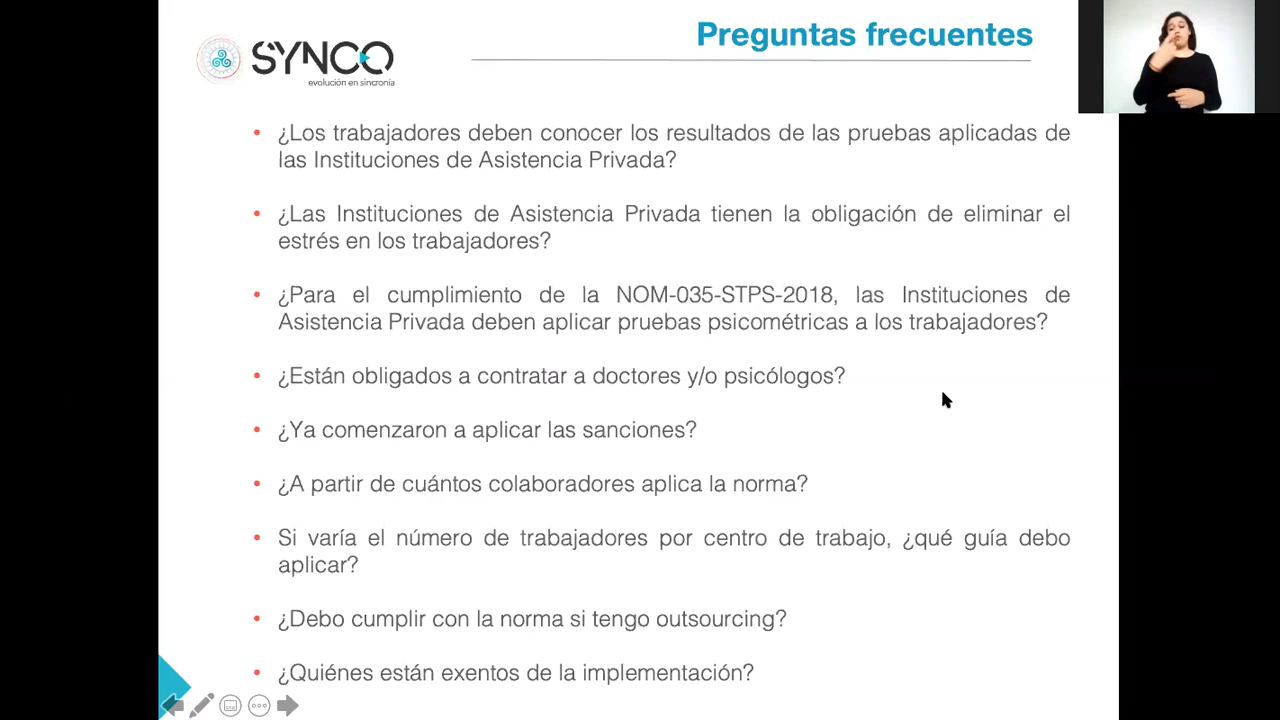 Preguntas frecuentes
SYNCO
evolución en sincronía
• ¿Los trabajadores deben conocer los resultados de las pruebas aplicadas de
las Instituciones de Asistencia Privada?
• ¿Las Instituciones de Asistencia Privada tienen la obligación de eliminar el
estrés en los trabajadores?
• ¿Para el cumplimiento de la NOM-035-STPS-2018, las Instituciones de
Asistencia Privada deben aplicar pruebas psicométricas a los trabajadores?
• ¿Están obligados a contratar a doctores y/o psicólogos?
• ¿Ya comenzaron a aplicar las sanciones?
• ¿A partir de cuántos colaboradores aplica la norma?
• Si varía el número de trabajadores por centro de trabajo, ¿qué guía debo
aplicar?
• ¿Debo cumplir con la norma si tengo outsourcing?
• ¿Quiénes están exentos de la implementación?